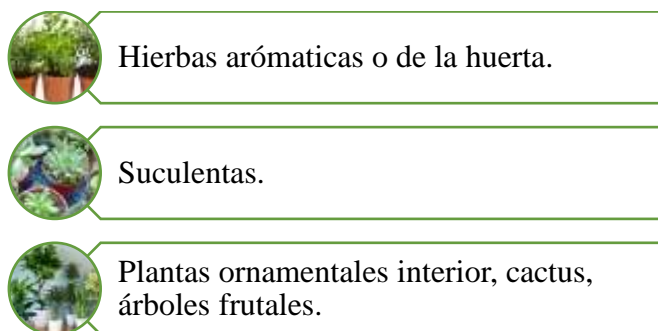 Hierbas arómaticas o de la huerta.
Suculentas.
Plantas ornamentales interior, cactus,
árboles frutales.